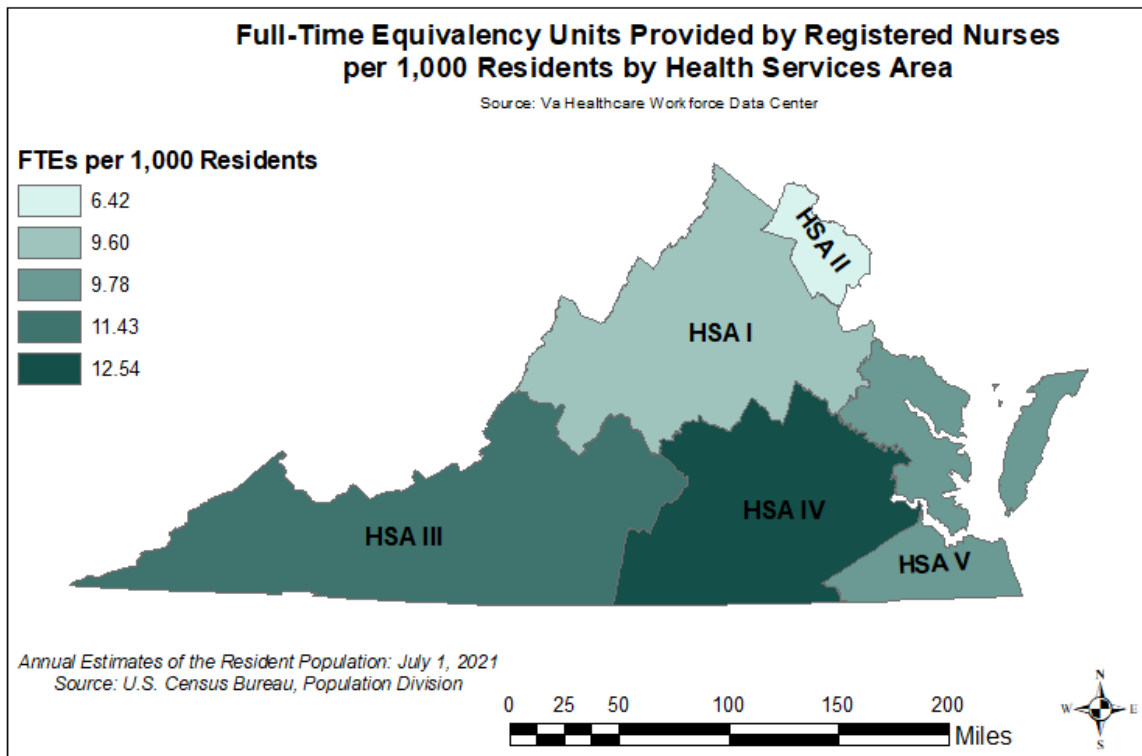 Full-Time Equivalency Units Provided by Registered Nurses
per 1,000 Residents by Health Services Area
Source: Va Healthcare Workforce Data Center
FTEs per 1,000 Residents
6.42
9.60
9.78
11.43
12.54
HSA II
HSA I
HSA IV
HSA III
HSA V
Annual Estimates of the Resident Population: July 1, 2021
Source: U.S. Census Bureau, Population Division
0 25 50 100 150 200
Miles
N
W E
S